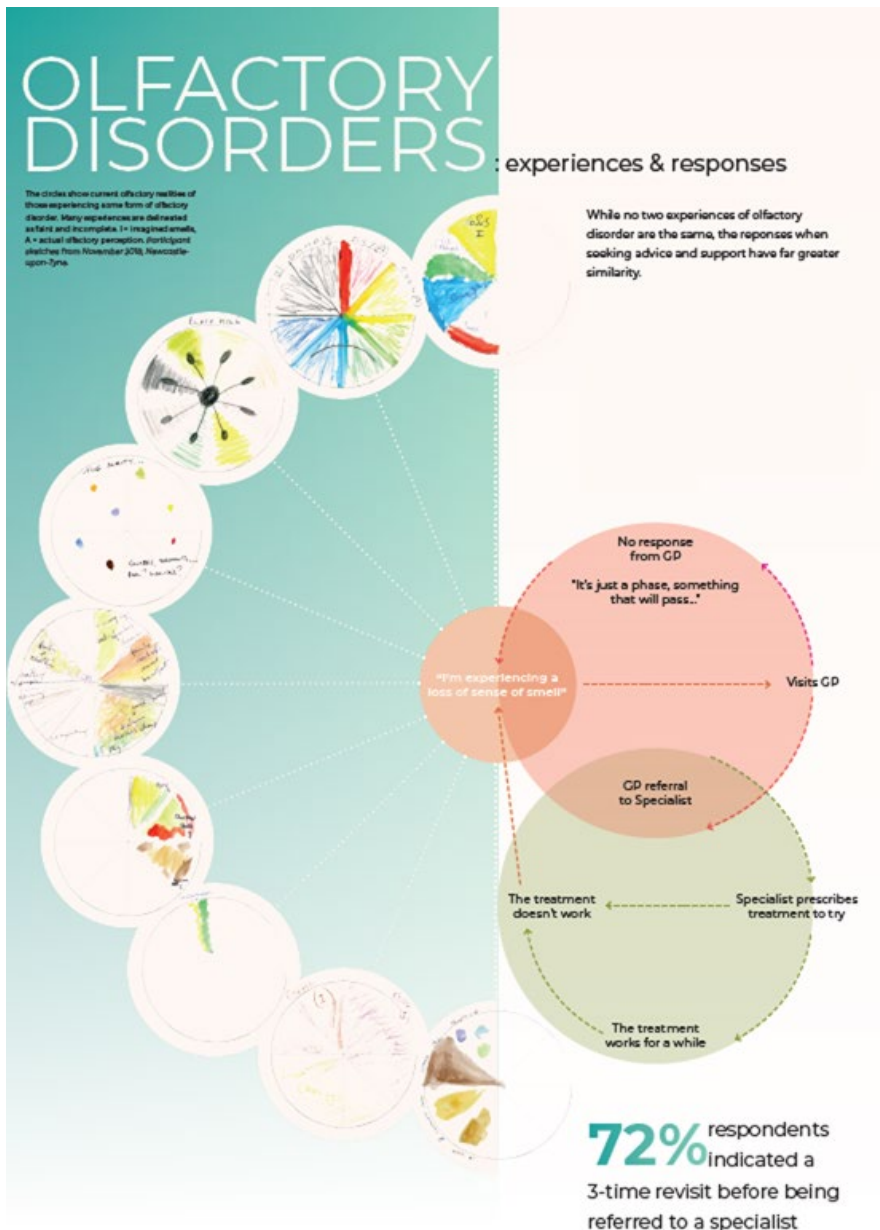 OLFACTORY
DISORDERS
: experiences & responses
The circles show current olfactory realities of
those experiencing some form of olfactory
disorder. Many experiences are delineated
as faint and incomplete. I = imagined smells,
A = actual olfactory perception. Participant
sketches from November 2018, Newcastle-
upon-Tyne.
While no two experiences of olfactory
disorder are the same, the reponses when
seeking advice and support have far greater
similarity.
No response
from GP
"It's just a phase, something
that will pass..."
"I'm experiencing a
loss of sense of smell"
Visits GP
GP referral
to Specialist
The treatment
doesn't work
Specialist prescribes
treatment to try
The treatment
works for a while
72% respondents
indicated a
3-time revisit before being
referred to a specialist